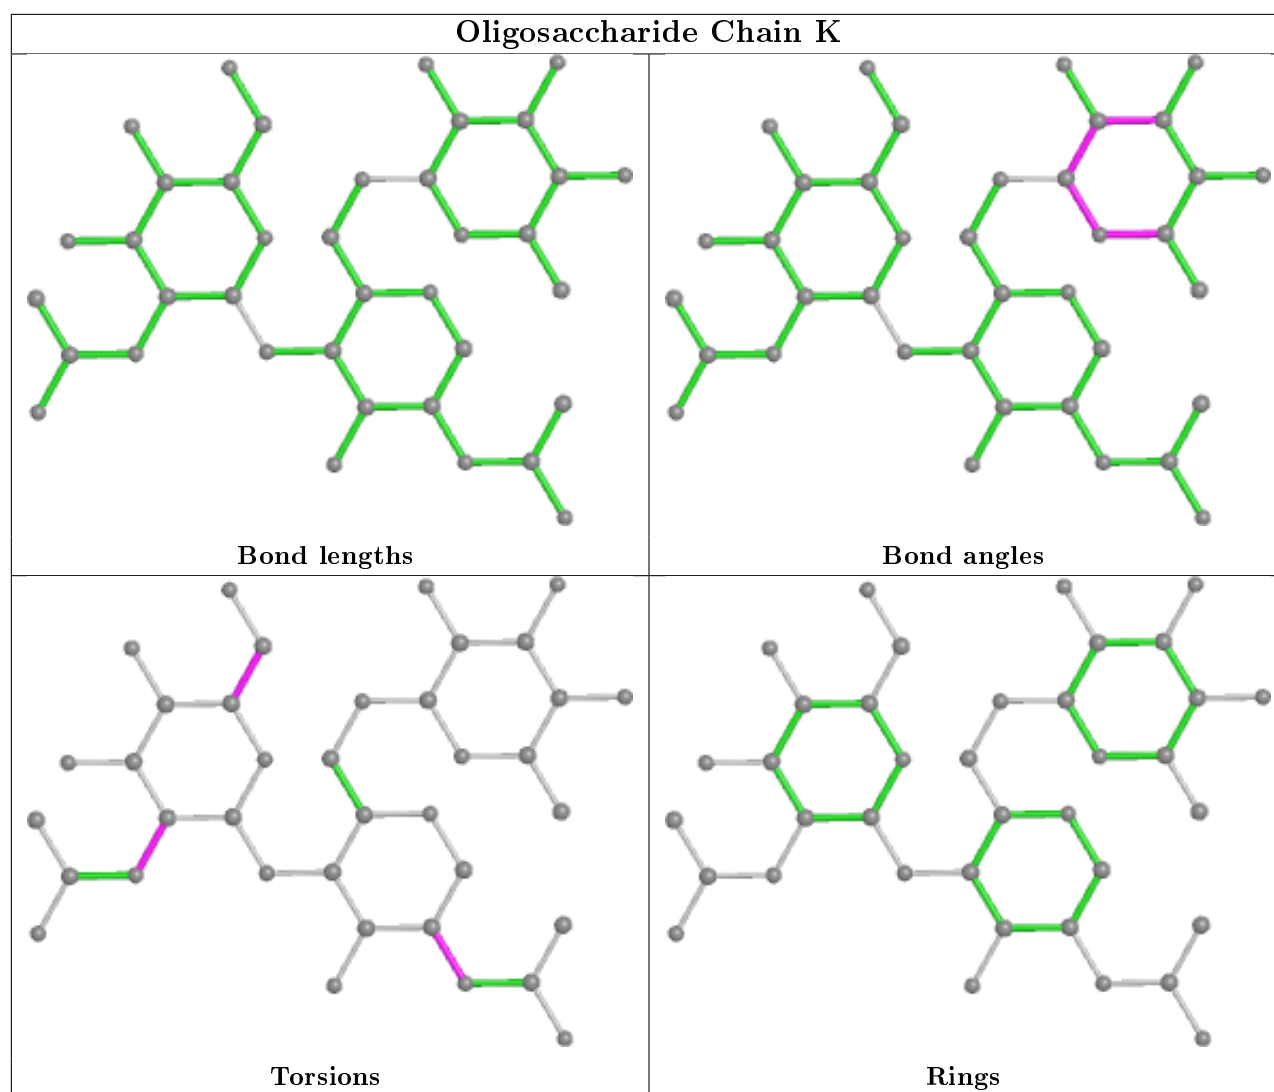 Oligosaccharide Chain K
Bond lengths
Bond angles
Torsions
Rings